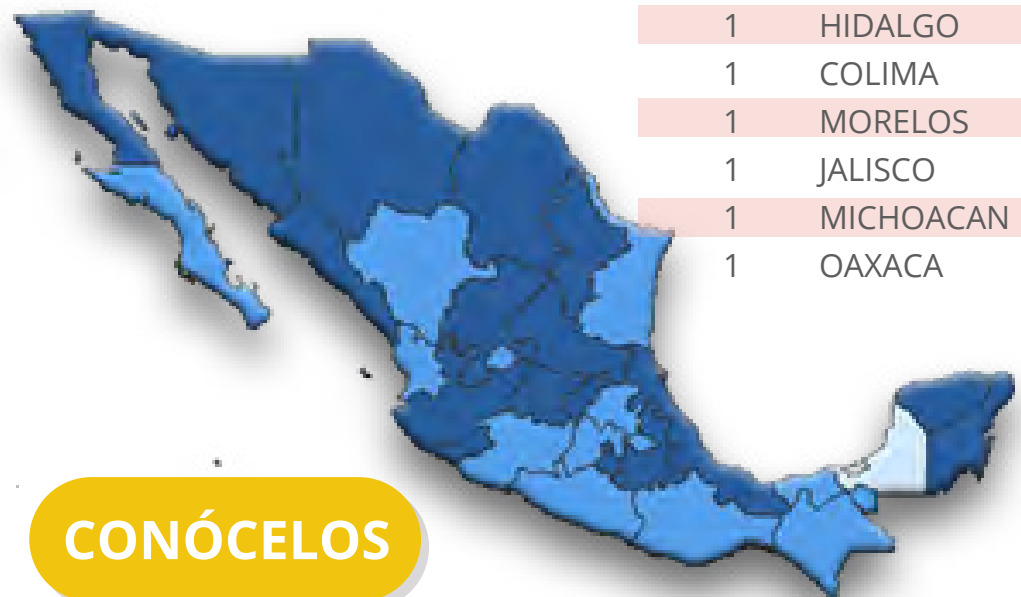 1 HIDALGO
1 COLIMA
1 MORELOS
1 JALISCO
1 MICHOACAN
1 OAXACA
CONÓCELOS